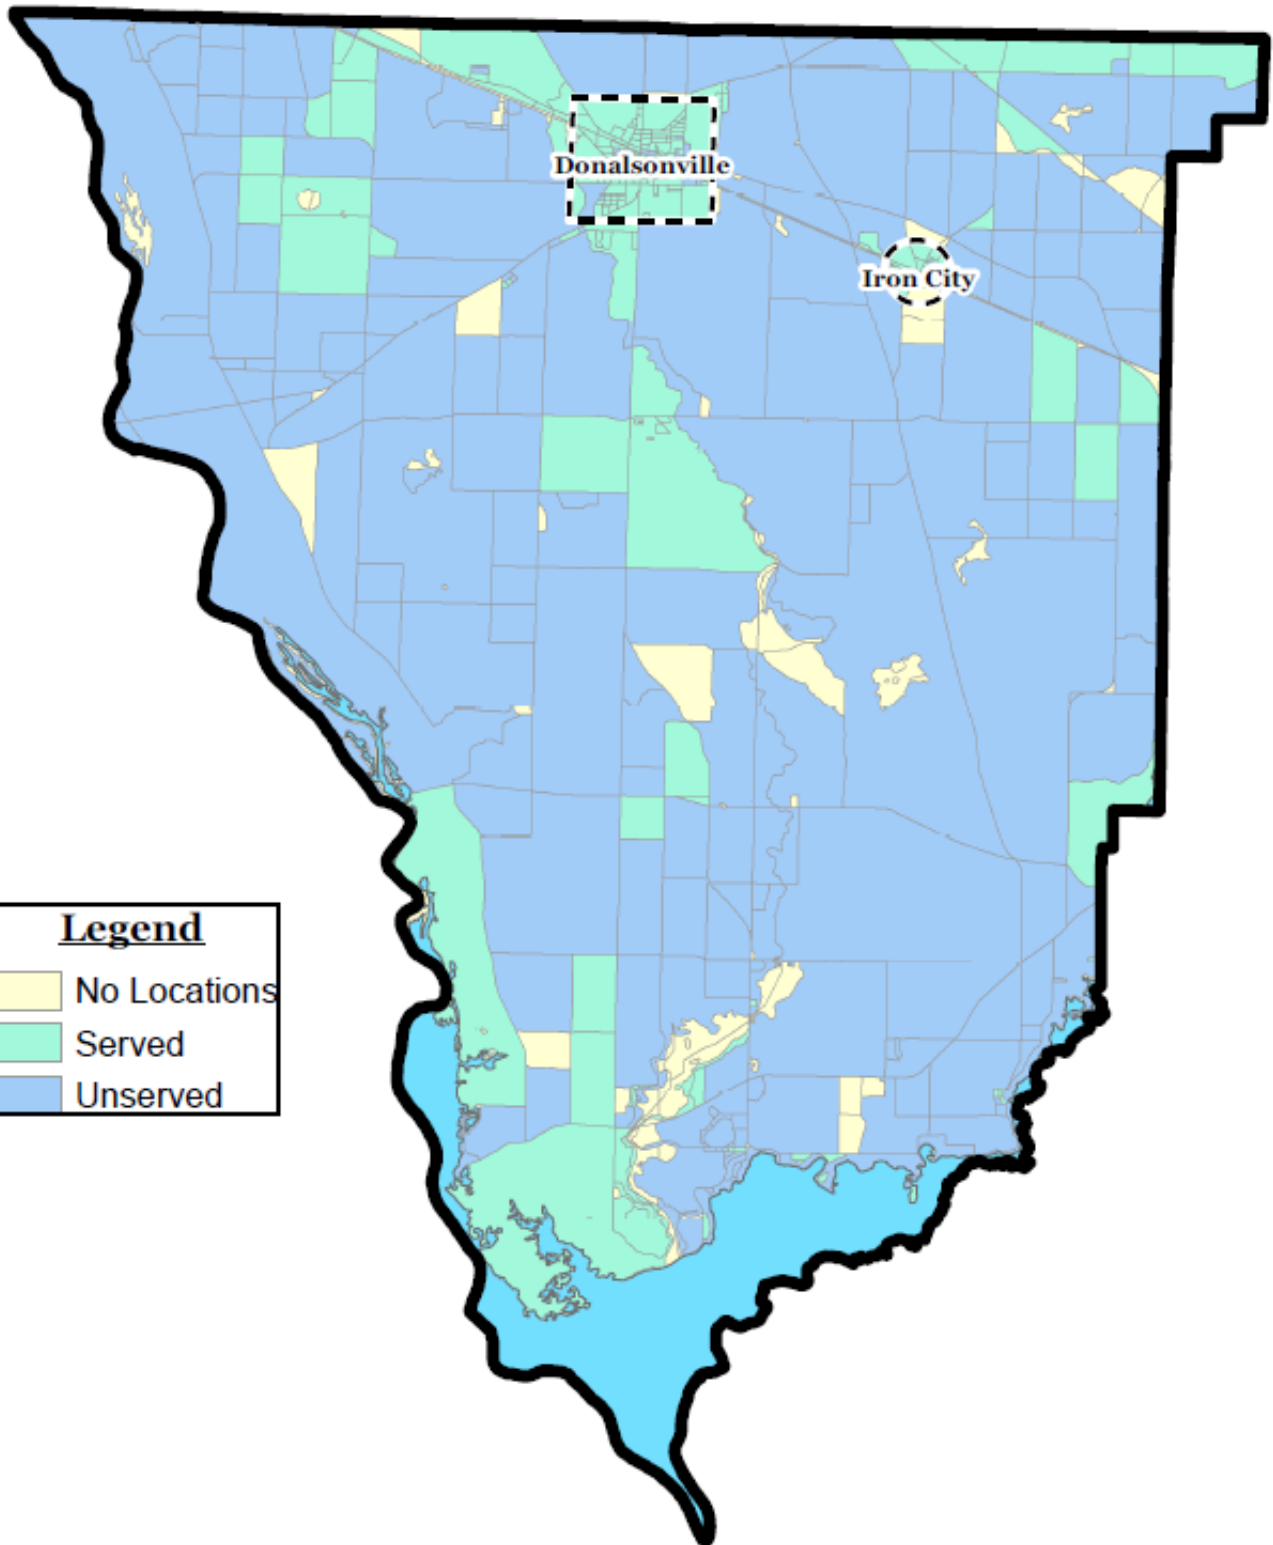 Donalsonville
Iron City
Legend
No Locations
Served
Unserved